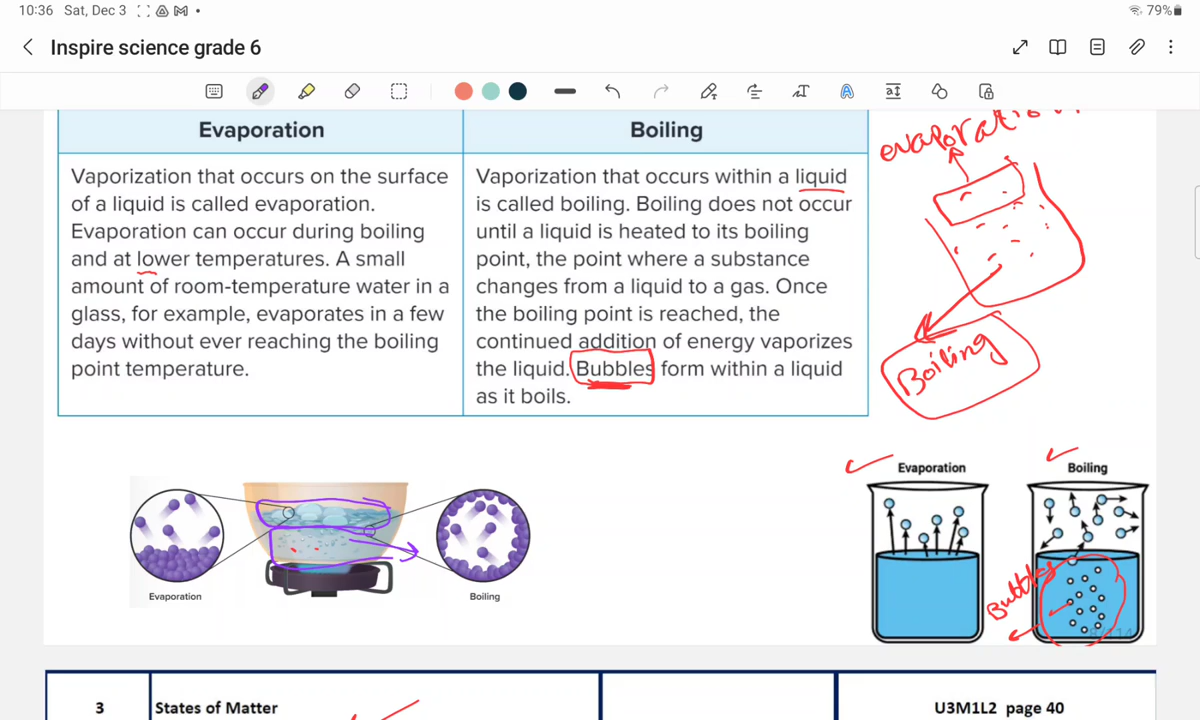 10:36 Sat, Dec 3
79%
Inspire science grade 6
Evaporation
Vaporization that occurs on the surface
of a liquid is called evaporation.
Evaporation can occur during boiling
and at lower temperatures. A small
amount of room-temperature water in a
glass, for example, evaporates in a few
days without ever reaching the boiling
point temperature.
Boiling
Vaporization that occurs within a liquid
is called boiling. Boiling does not occur
until a liquid is heated to its boiling
point, the point where a substance
changes from a liquid to a gas. Once
the boiling point is reached, the
continued addition of energy vaporizes
the liquid. Bubbles form within a liquid
as it boils.
evaporation
Boiling
Evaporation
Boiling
Evaporation
Boiling
Bubbles
3
States of Matter
U3M1L2 page 40